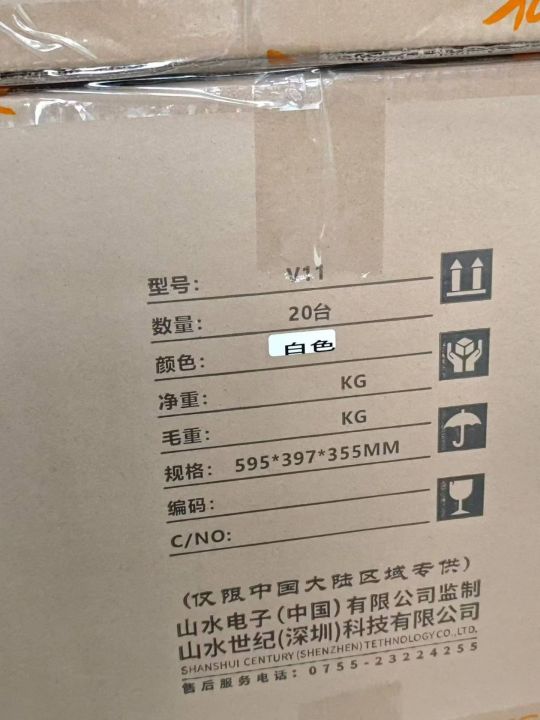 型号: V11
数量: 20台
颜色: 白色
净重: KG
毛重: KG
规格: 595*397*355MM
编码:
C/NO:
(仅限中国大陆区域专供)
山水电子(中国)有限公司监制
山水世纪(深圳)科技有限公司
SHANSHUI CENTURY (SHENZHEN) TETHNDLOGY CO.,LTD.
售后服务电话: 0755-23224255